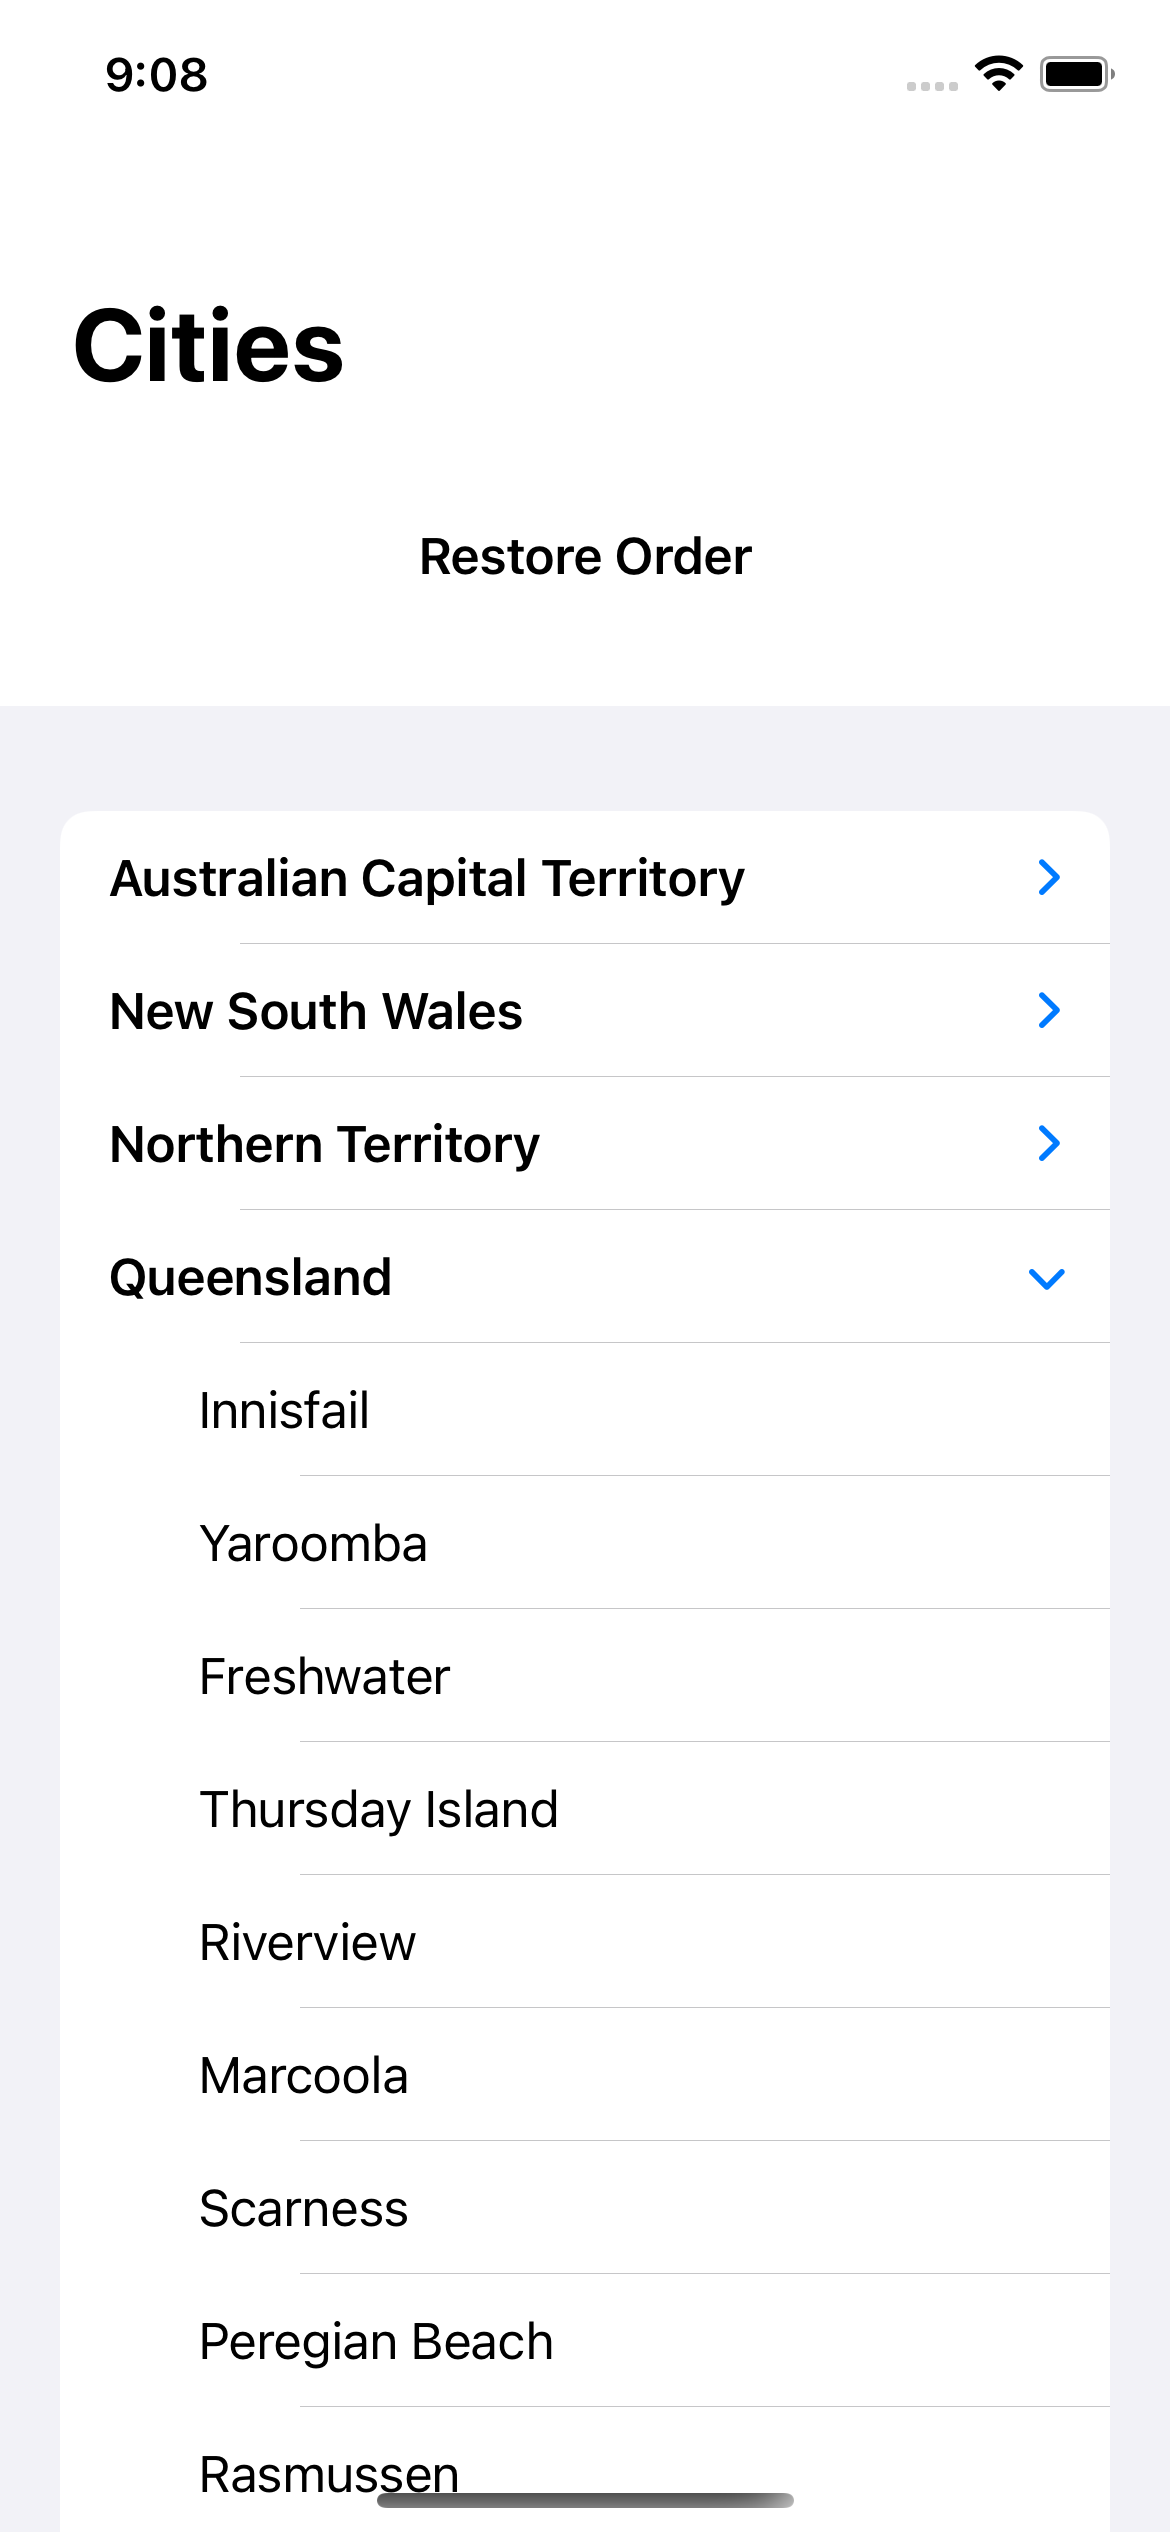 9:08
Cities
Restore Order
Australian Capital Territory
New South Wales
Northern Territory
Queensland
Innisfail
Yaroomba
Freshwater
Thursday Island
Riverview
Marcoola
Scarness
Peregian Beach
Rasmussen